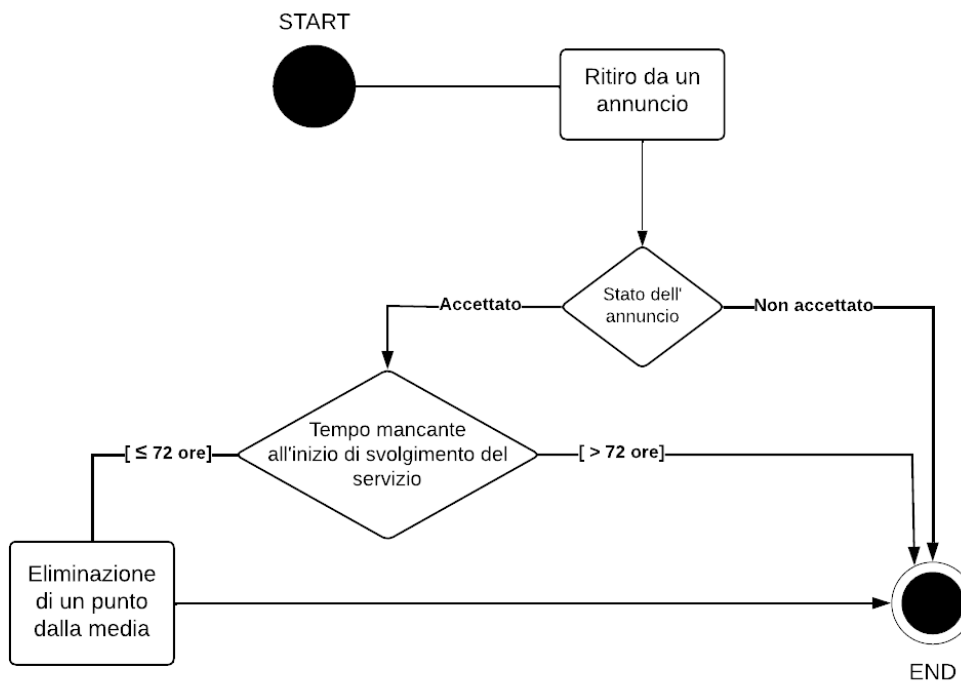 START
Ritiro da un
annuncio
Stato dell'
annuncio
Accettato
Non accettato
Tempo mancante
all'inizio di svolgimento del
servizio
[ ≤ 72 ore]
[ > 72 ore]
Eliminazione
di un punto
dalla media
END